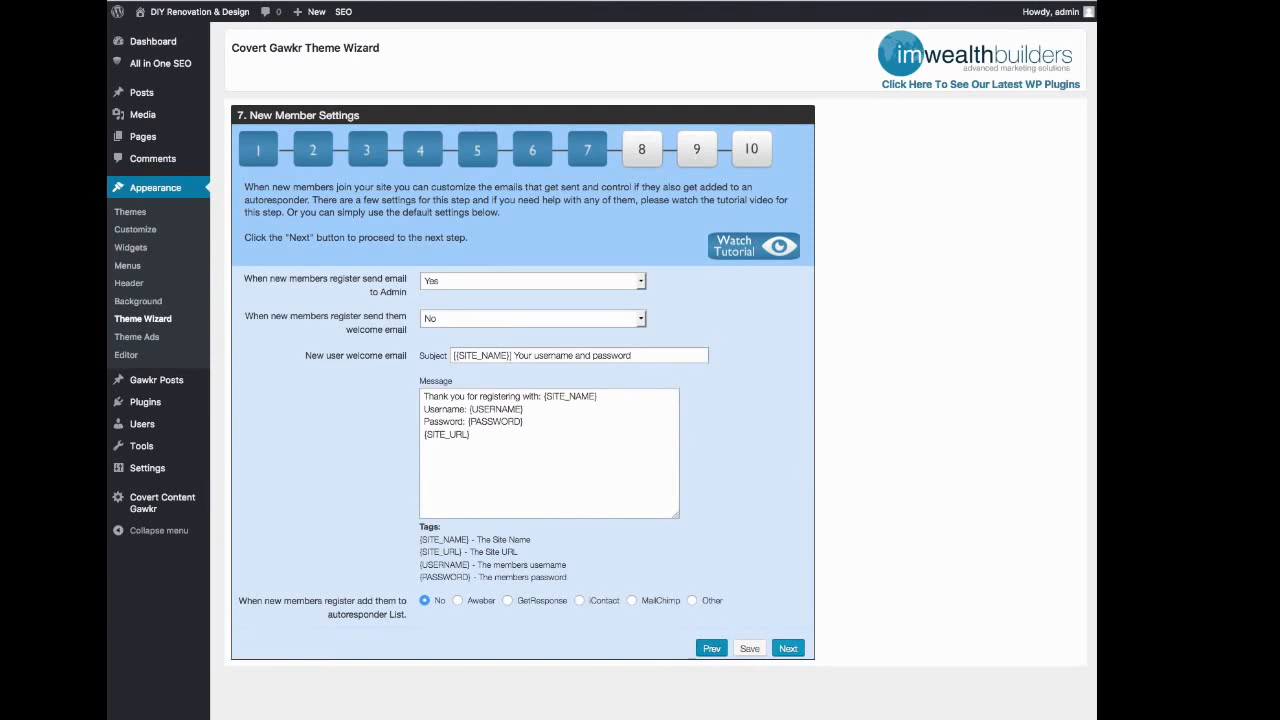 DIY Renovation & Design 0 + New SEO Howdy, admin
Dashboard
All in One SEO
Posts
Media
Pages
Comments
Appearance
Themes
Customize
Widgets
Menus
Header
Background
Theme Wizard
Theme Ads
Editor
Gawkr Posts
Plugins
Users
Tools
Settings
Covert Content
Gawkr
Collapse menu
Covert Gawkr Theme Wizard
imwealthbuilders
advanced marketing solutions
Click Here To See Our Latest WP Plugins
7. New Member Settings
1 2 3 4 5 6 7 8 9 10
When new members join your site you can customize the emails that get sent and control if they also get added to an
autoresponder. There are a few settings for this step and if you need help with any of them, please watch the tutorial video for
this step. Or you can simply use the default settings below.
Click the "Next" button to proceed to the next step.
Watch
Tutorial
When new members register send email
to Admin
Yes
When new members register send them
welcome email
No
New user welcome email
Subject [{SITE_NAME}] Your username and password
Message
Thank you for registering with: {SITE_NAME}
Username: {USERNAME}
Password: {PASSWORD}
{SITE_URL}
Tags:
{SITE_NAME} - The Site Name
{SITE_URL} - The Site URL
{USERNAME} - The members username
{PASSWORD} - The members password
When new members register add them to
autoresponder List.
No Aweber GetResponse iContact MailChimp Other
Prev Save Next